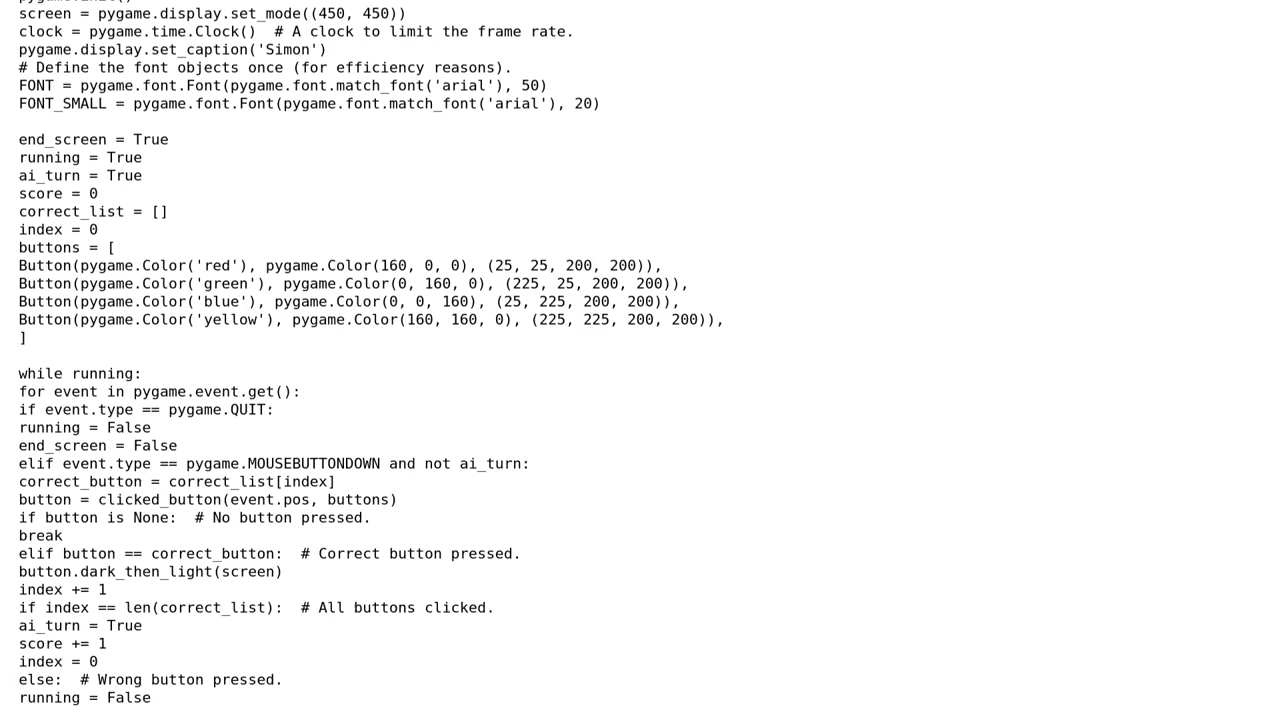 screen = pygame.display.set_mode((450, 450))
clock = pygame.time.Clock()  # A clock to limit the frame rate.
pygame.display.set_caption('Simon')
# Define the font objects once (for efficiency reasons).
FONT = pygame.font.Font(pygame.font.match_font('arial'), 50)
FONT_SMALL = pygame.font.Font(pygame.font.match_font('arial'), 20)

end_screen = True
running = True
ai_turn = True
score = 0
correct_list = []
index = 0
buttons = [
Button(pygame.Color('red'), pygame.Color(160, 0, 0), (25, 25, 200, 200)),
Button(pygame.Color('green'), pygame.Color(0, 160, 0), (225, 25, 200, 200)),
Button(pygame.Color('blue'), pygame.Color(0, 0, 160), (25, 225, 200, 200)),
Button(pygame.Color('yellow'), pygame.Color(160, 160, 0), (225, 225, 200, 200)),
]

while running:
for event in pygame.event.get():
if event.type == pygame.QUIT:
running = False
end_screen = False
elif event.type == pygame.MOUSEBUTTONDOWN and not ai_turn:
correct_button = correct_list[index]
button = clicked_button(event.pos, buttons)
if button is None:  # No button pressed.
break
elif button == correct_button:  # Correct button pressed.
button.dark_then_light(screen)
index += 1
if index == len(correct_list):  # All buttons clicked.
ai_turn = True
score += 1
index = 0
else:  # Wrong button pressed.
running = False